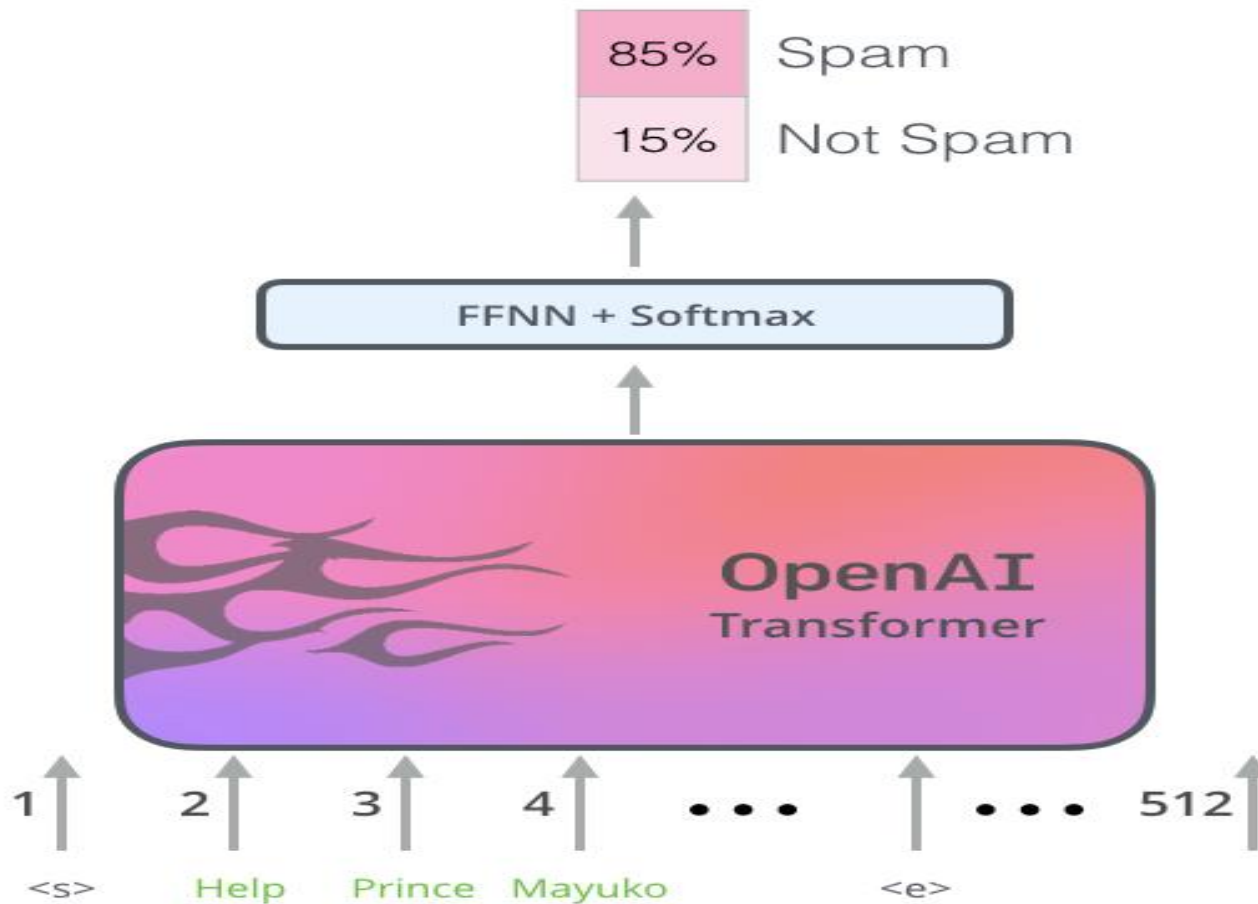 85% Spam
15% Not Spam
FFNN + Softmax
OpenAI
Transformer
1 2 3 4 ••• ••• 512
<s> Help Prince Mayuko <e>